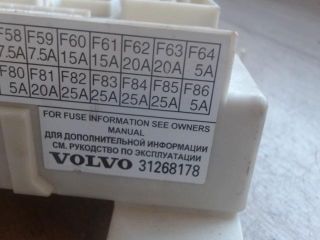 F58 F59 F60 F61 F62 F63 F64
7.5A 7.5A 15A 15A 20A 20A 5A
F80 F81 F82 F83 F84 F85 F86
5A 20A 25A 25A 25A 25A 5A
FOR FUSE INFORMATION SEE OWNERS
MANUAL
ДЛЯ ДОПОЛНИТЕЛЬНОЙ ИНФОРМАЦИИ
СМ. РУКОВОДСТВО ПО ЭКСПЛУАТАЦИИ
VOLVO 31268178